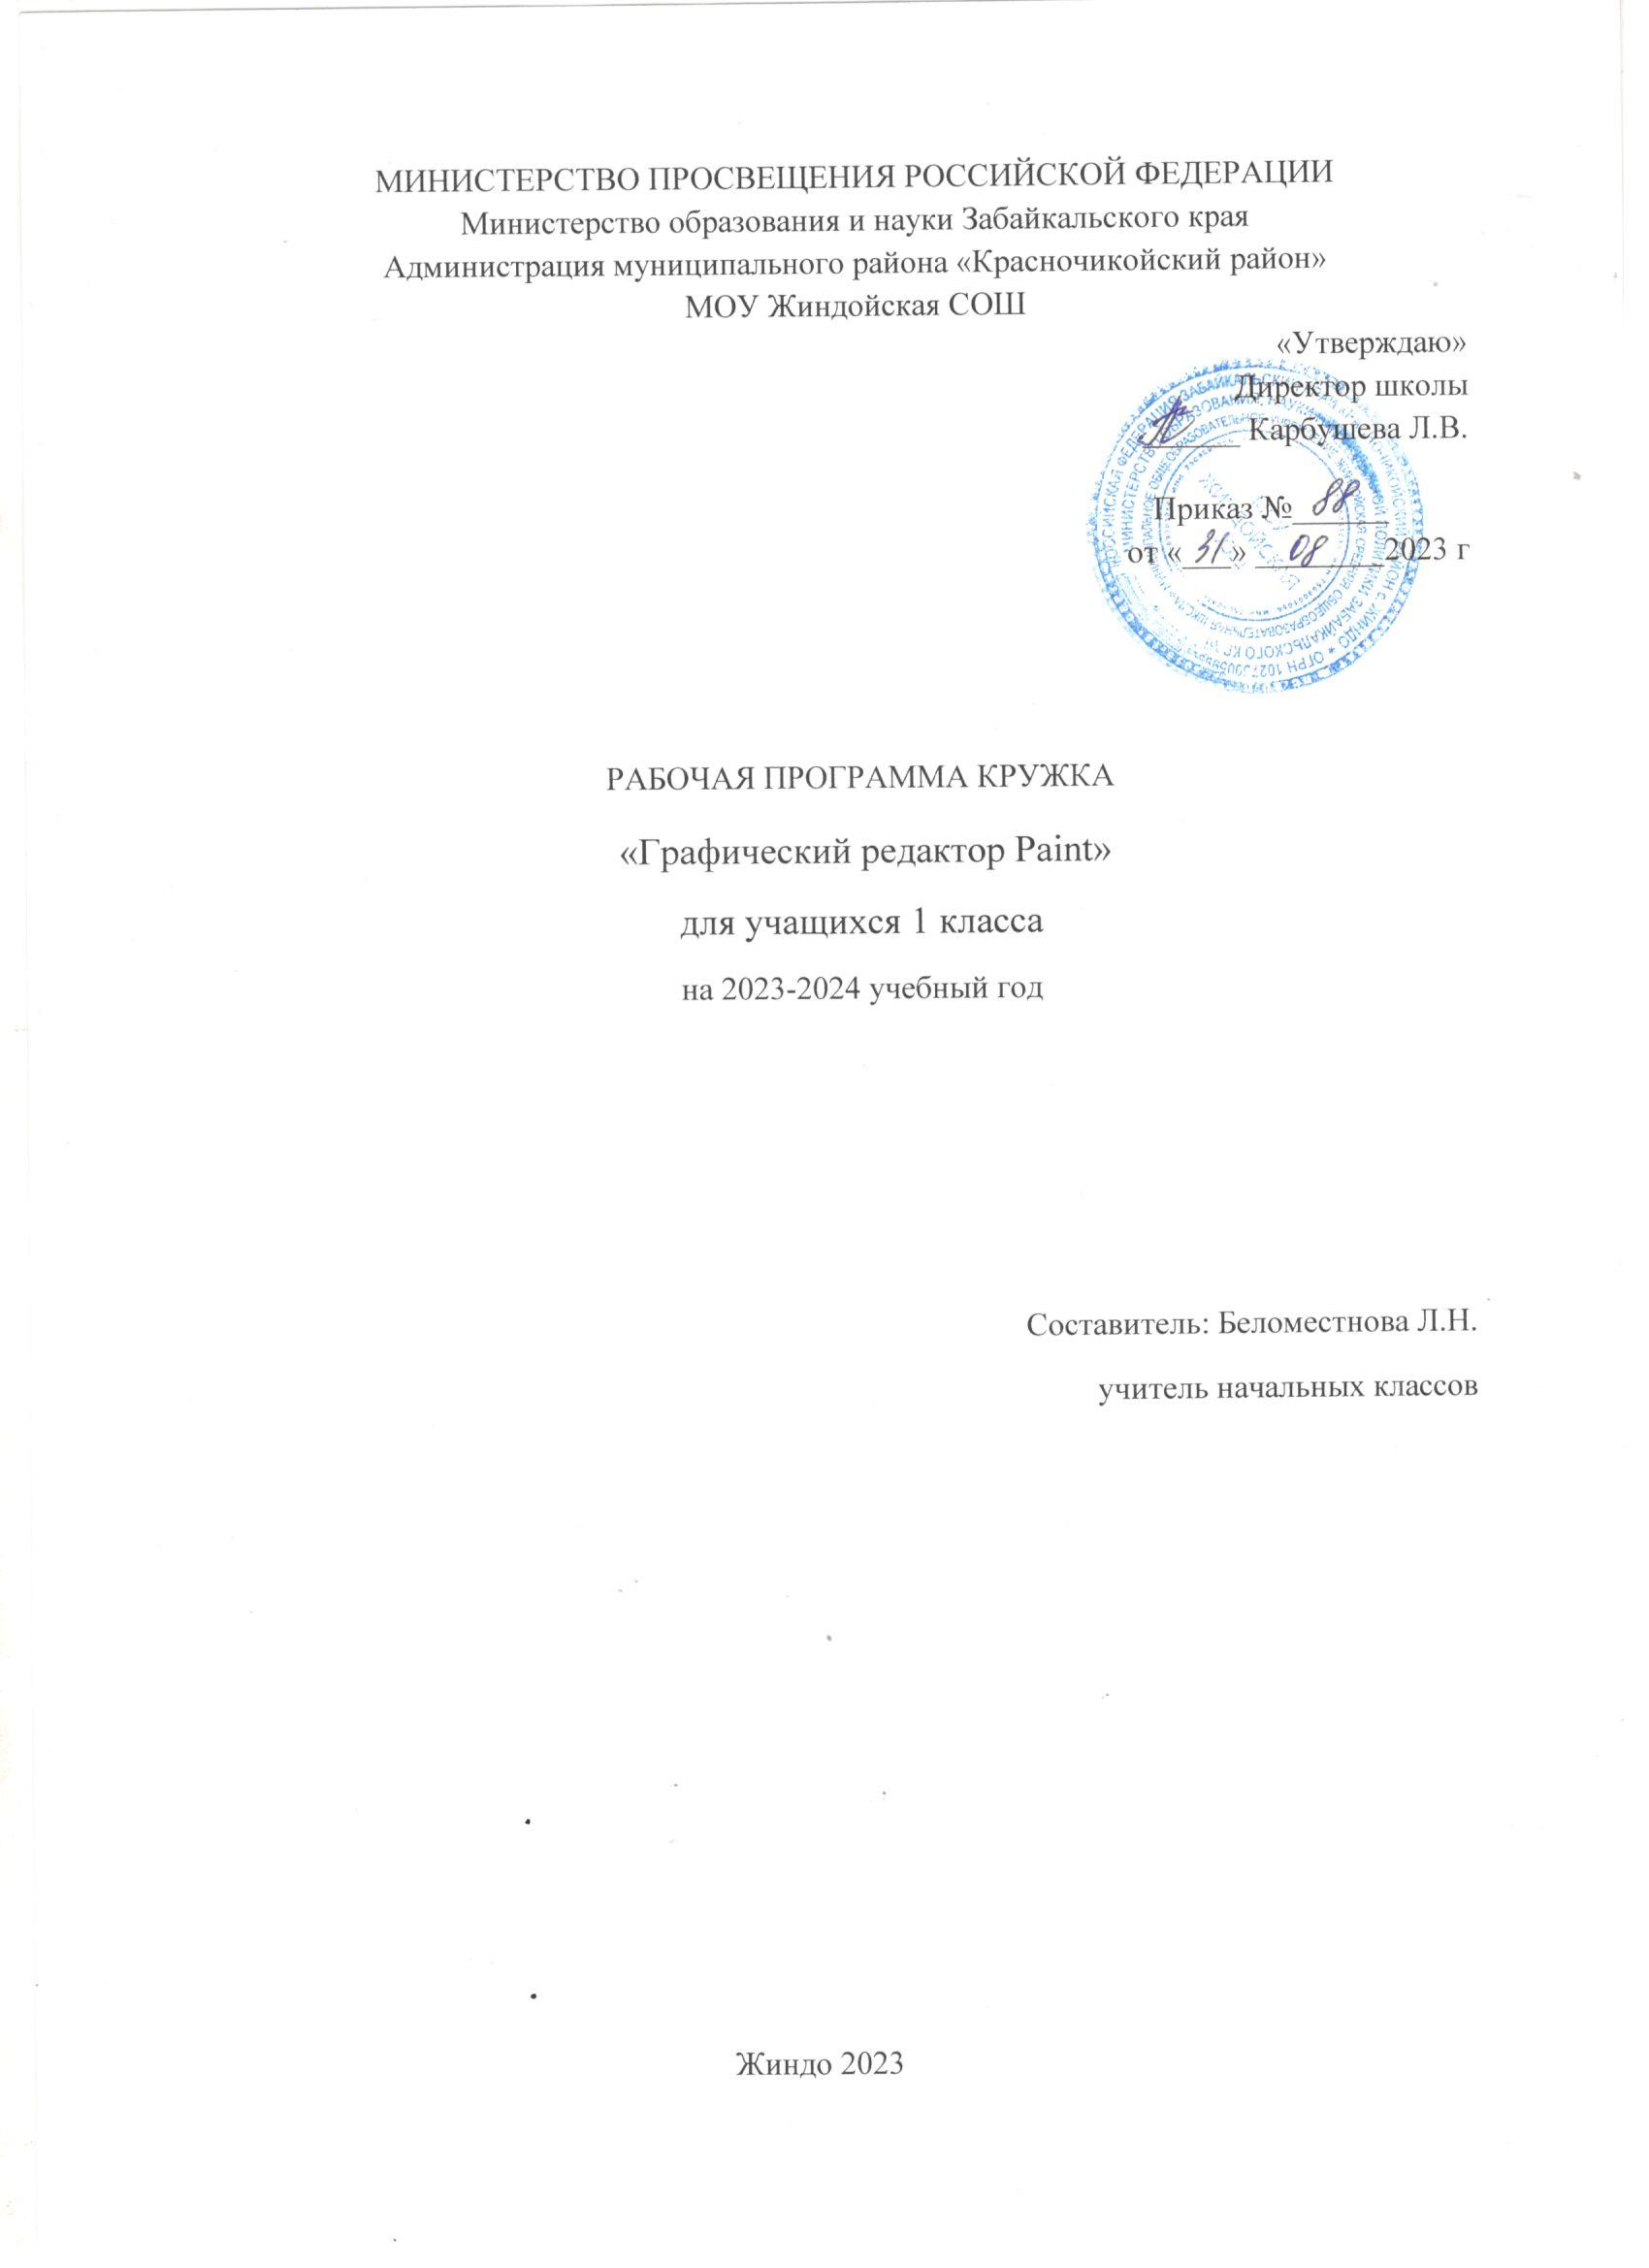 МИНИСТЕРСТВО ПРОСВЕЩЕНИЯ РОССИЙСКОЙ ФЕДЕРАЦИИ
Министерство образования и науки Забайкальского края
Администрация муниципального района «Красночикойский район»
МОУ Жиндойская СОШ
«Утверждаю»
Директор школы
______ Карбушева Л.В.
Приказ № 88
от « 31 » 08 2023 г
РАБОЧАЯ ПРОГРАММА КРУЖКА
«Графический редактор Paint»
для учащихся 1 класса
на 2023-2024 учебный год
Составитель: Беломестнова Л.Н.
учитель начальных классов
Жиндо 2023